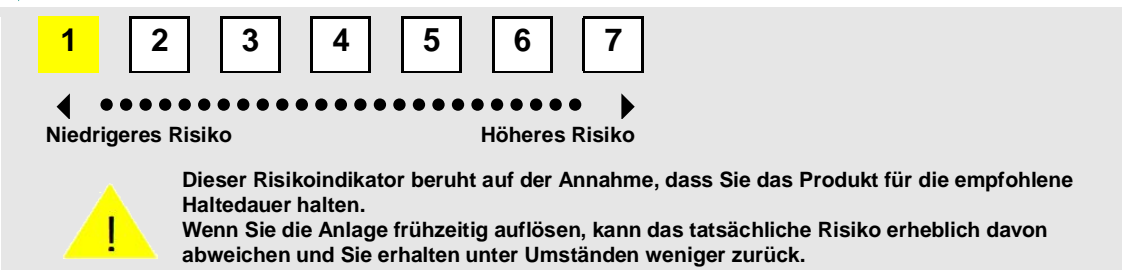 1 2 3 4 5 6 7
Niedrigeres Risiko Höheres Risiko
Dieser Risikoindikator beruht auf der Annahme, dass Sie das Produkt für die empfohlene
Haltedauer halten.
! Wenn Sie die Anlage frühzeitig auflösen, kann das tatsächliche Risiko erheblich davon
abweichen und Sie erhalten unter Umständen weniger zurück.